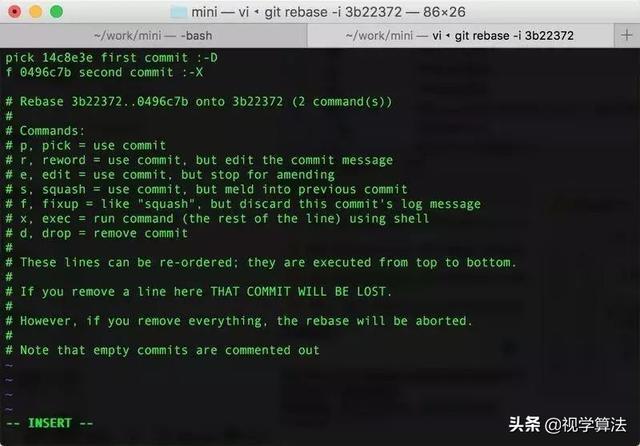 mini — vi ◂ git rebase -i 3b22372 — 86×26
~/work/mini — -bash
~/work/mini — vi ◂ git rebase -i 3b22372
+
pick 14c8e3e first commit :-D
f 0496c7b second commit :-X
# Rebase 3b22372..0496c7b onto 3b22372 (2 command(s))
#
# Commands:
# p, pick = use commit
# r, reword = use commit, but edit the commit message
# e, edit = use commit, but stop for amending
# s, squash = use commit, but meld into previous commit
# f, fixup = like "squash", but discard this commit's log message
# x, exec = run command (the rest of the line) using shell
# d, drop = remove commit
#
# These lines can be re-ordered; they are executed from top to bottom.
#
# If you remove a line here THAT COMMIT WILL BE LOST.
#
# However, if you remove everything, the rebase will be aborted.
#
# Note that empty commits are commented out
~
~
~
~
-- INSERT --
头条 @视学算法